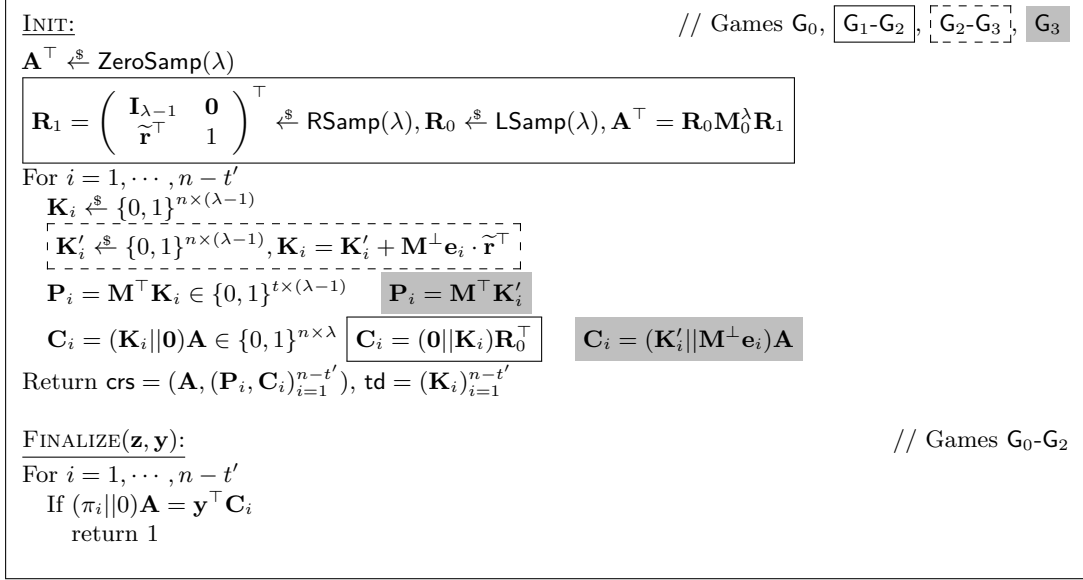 INIT: // Games G₀, G₁-G₂, G₂-G₃, G₃
A^⊤ ←$ ZeroSamp(λ)
R₁ = ( I_{λ−1} 0 ; r̃^⊤ 1 )^⊤ ←$ RSamp(λ), R₀ ←$ LSamp(λ), A^⊤ = R₀M₀^λR₁
For i = 1, ⋯ , n − t′
K_i ←$ {0, 1}^{n×(λ−1)}
K′_i ←$ {0, 1}^{n×(λ−1)}, K_i = K′_i + M^⊥e_i · r̃^⊤
P_i = M^⊤K_i ∈ {0, 1}^{t×(λ−1)} P_i = M^⊤K′_i
C_i = (K_i||0)A ∈ {0, 1}^{n×λ} C_i = (0||K_i)R₀^⊤ C_i = (K′_i||M^⊥e_i)A
Return crs = (A, (P_i, C_i)_{i=1}^{n−t′}), td = (K_i)_{i=1}^{n−t′}
FINALIZE(z, y): // Games G₀-G₂
For i = 1, ⋯ , n − t′
If (π_i||0)A = y^⊤C_i
return 1